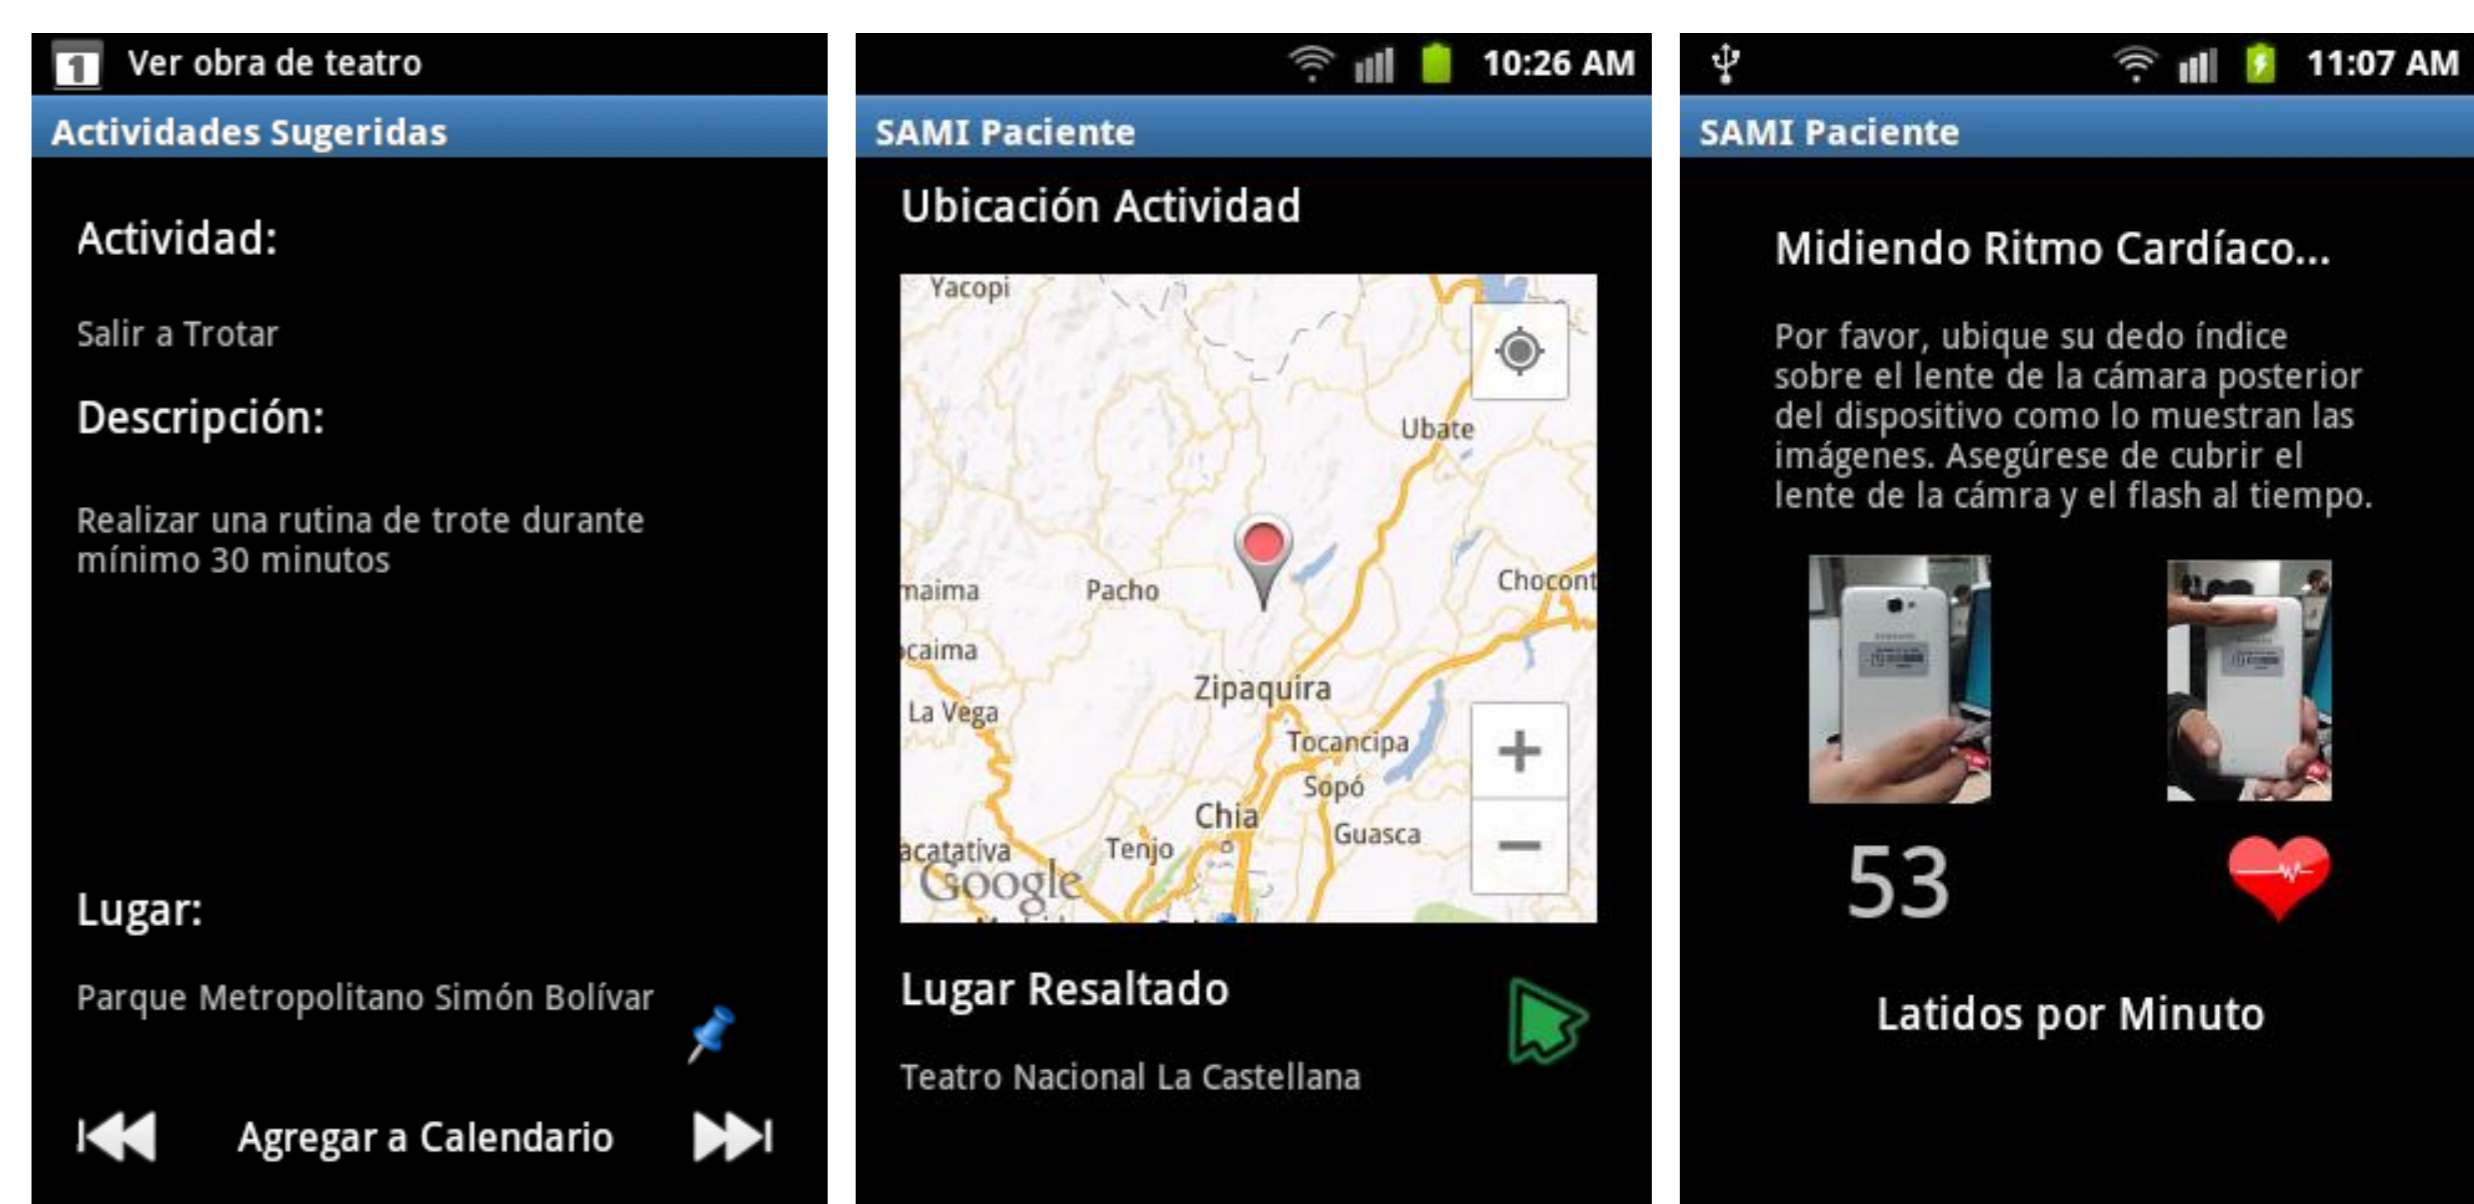 1 Ver obra de teatro
Actividades Sugeridas
Actividad:
Salir a Trotar
Descripción:
Realizar una rutina de trote durante
mínimo 30 minutos
Lugar:
Parque Metropolitano Simón Bolívar
Agregar a Calendario
10:26 AM
SAMI Paciente
Ubicación Actividad
Yacopi
Ubate
Chocont
maima
Pacho
caima
Zipaquira
La Vega
Tocancipa
Sopó
Chia
Guasca
acatativa
Tenjo
Google
Lugar Resaltado
Teatro Nacional La Castellana
11:07 AM
SAMI Paciente
Midiendo Ritmo Cardíaco...
Por favor, ubique su dedo índice
sobre el lente de la cámara posterior
del dispositivo como lo muestran las
imágenes. Asegúrese de cubrir el
lente de la cámra y el flash al tiempo.
53
Latidos por Minuto